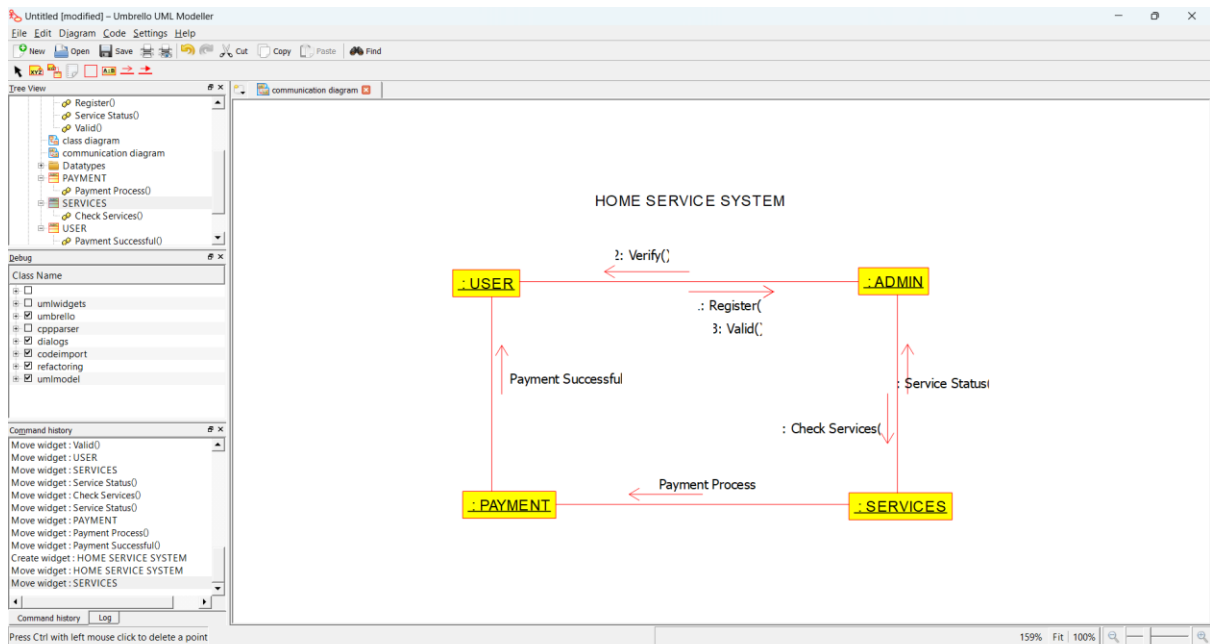 Untitled [modified] – Umbrello UML Modeller
File Edit Diagram Code Settings Help
New Open Save Cut Copy Paste Find
Tree View
communication diagram
Register()
Service Status()
Valid()
class diagram
communication diagram
Datatypes
PAYMENT
Payment Process()
SERVICES
Check Services()
USER
Payment Successful()
Debug
Class Name
umlwidgets
umbrello
cppparser
dialogs
codeimport
refactoring
umlmodel
Command history
Move widget : Valid()
Move widget : USER
Move widget : SERVICES
Move widget : Service Status()
Move widget : Check Services()
Move widget : Service Status()
Move widget : PAYMENT
Move widget : Payment Process()
Move widget : Payment Successful()
Create widget : HOME SERVICE SYSTEM
Move widget : HOME SERVICE SYSTEM
Move widget : SERVICES
Command history Log
Press Ctrl with left mouse click to delete a point
HOME SERVICE SYSTEM
2: Verify()
: USER
: ADMIN
.: Register(
3: Valid()
Payment Successful
: Service Status(
: Check Services(
Payment Process
: PAYMENT
: SERVICES
159% Fit 100%